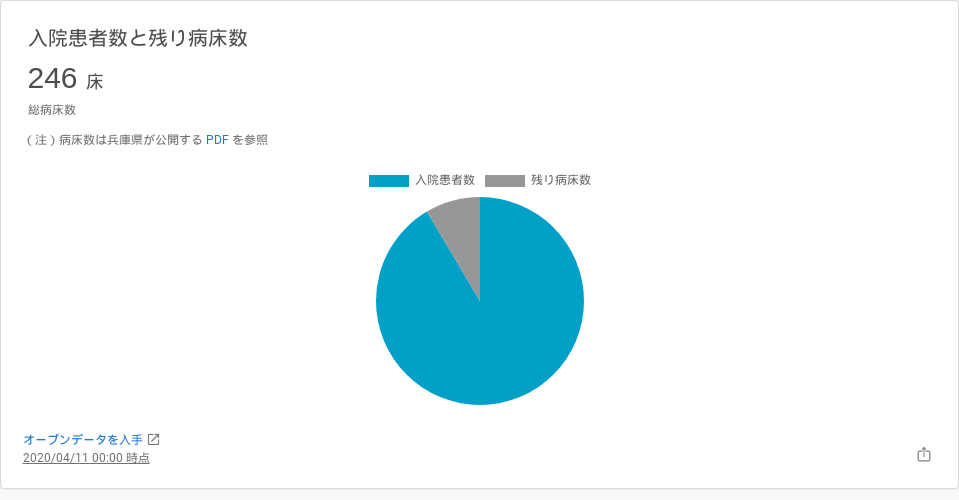 入院患者数と残り病床数
246 床
総病床数
（注）病床数は兵庫県が公開する PDF を参照
入院患者数 残り病床数
オープンデータを入手
2020/04/11 00:00 時点